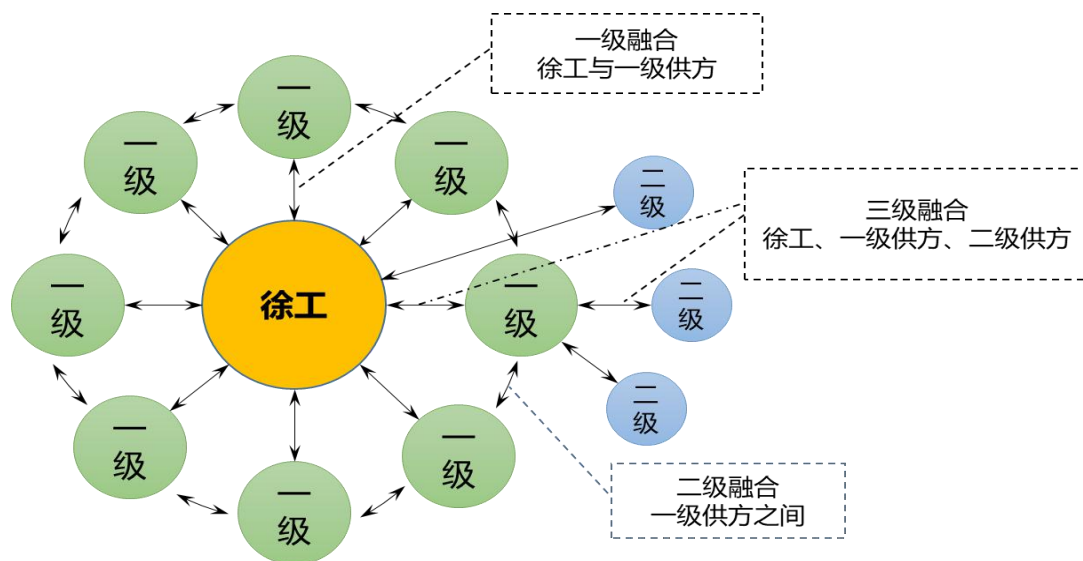 一级融合
徐工与一级供方
一
级
一
级
一
级
二
级
三级融合
徐工、一级供方、二级供方
一
级
徐工
一
级
二
级
二
级
一
级
一
级
一
级
二级融合
一级供方之间